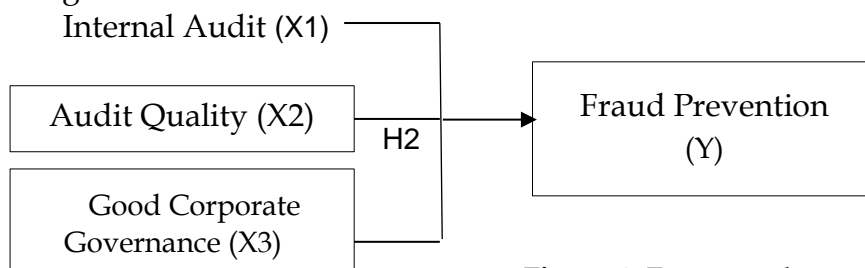 Internal Audit (X1)
Audit Quality (X2)
H2
Fraud Prevention
(Y)
Good Corporate
Governance (X3)